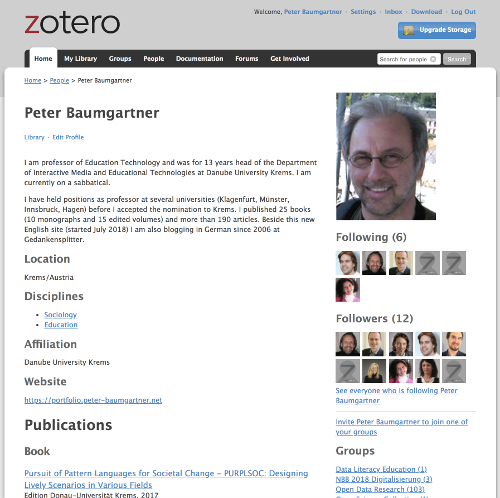 zotero
Welcome, Peter Baumgartner · Settings · Inbox · Download · Log Out
Upgrade Storage
Home My Library Groups People Documentation Forums Get Involved
Search for people Search
Home > People > Peter Baumgartner
Peter Baumgartner
Library · Edit Profile
I am professor of Education Technology and was for 13 years head of the Department
of Interactive Media and Educational Technologies at Danube University Krems. I am
currently on a sabbatical.
I have held positions as professor at several universities (Klagenfurt, Münster,
Innsbruck, Hagen) before I accepted the nomination to Krems. I published 25 books
(10 monographs and 15 edited volumes) and more than 190 articles. Beside this new
English site (started July 2018) I am also blogging in German since 2006 at
Gedankensplitter.
Location
Krems/Austria
Disciplines
Sociology
Education
Affiliation
Danube University Krems
Website
https://portfolio.peter-baumgartner.net
Publications
Book
Pursuit of Pattern Languages for Societal Change - PURPLSOC: Designing
Lively Scenarios in Various Fields
Edition Donau-Universität Krems, 2017
Following (6)
Followers (12)
See everyone who is following Peter
Baumgartner
Invite Peter Baumgartner to join one of
your groups
Groups
Data Literacy Education (1)
N8B 2018 Digitalisierung (3)
Open Data Research (103)